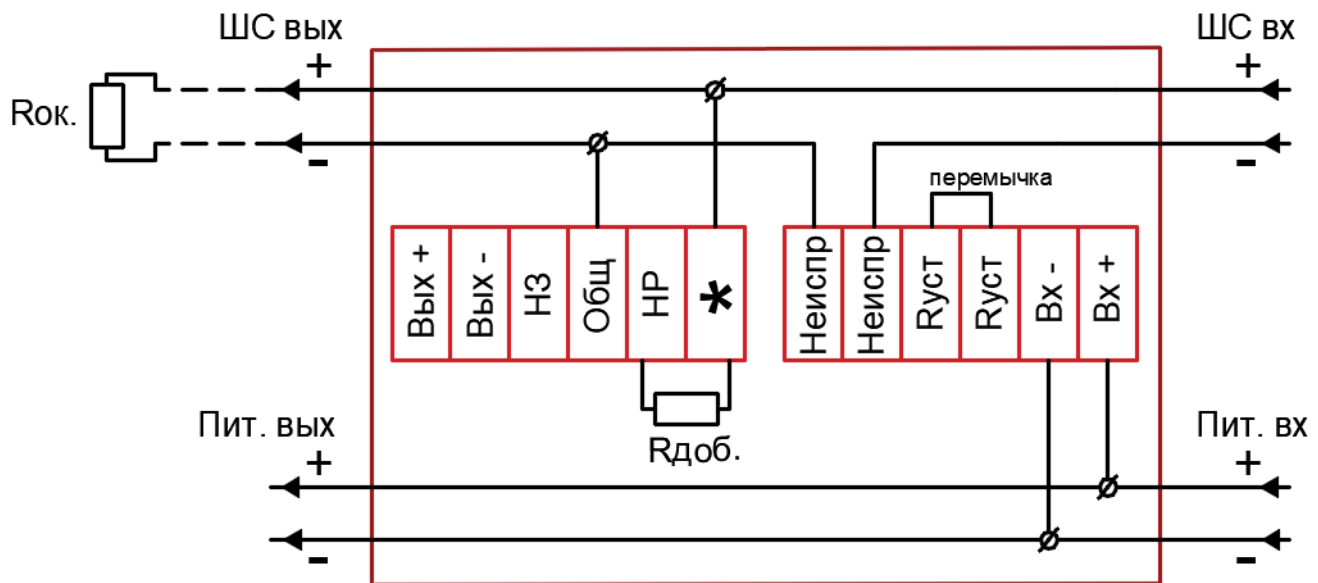 ШС вых
ШС вх
+
+
Rок.
-
-
перемычка
Вых +
Вых -
НЗ
Общ
НР
*
Неиспр
Неиспр
Rуст
Rуст
Вх -
Вх +
Rдоб.
Пит. вых
Пит. вх
+
+
-
-